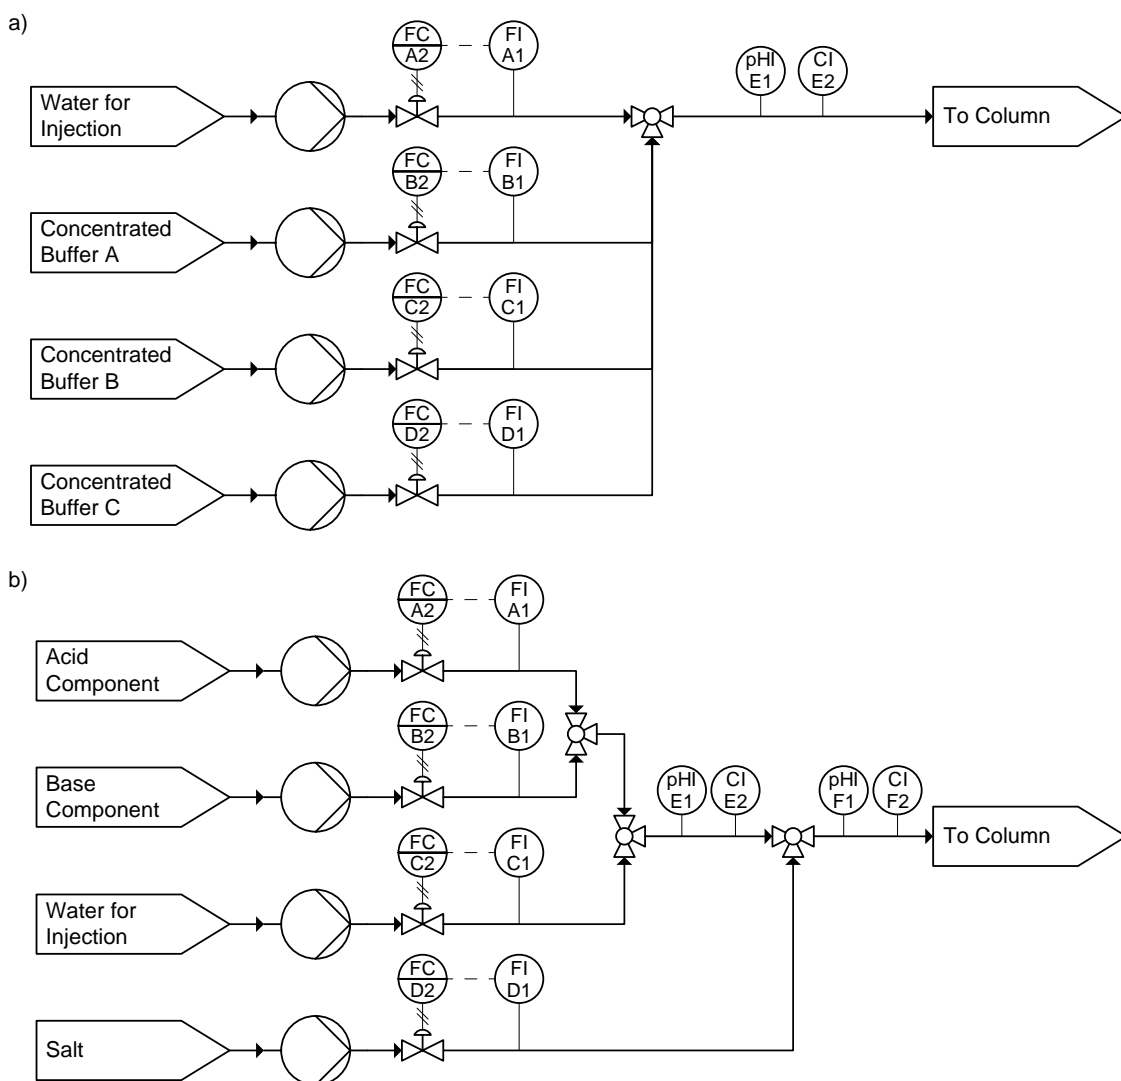 a)
FC
A2
FI
A1
pHI
E1
CI
E2
Water for
Injection
To Column
FC
B2
FI
B1
Concentrated
Buffer A
FC
C2
FI
C1
Concentrated
Buffer B
FC
D2
FI
D1
Concentrated
Buffer C
b)
FC
A2
FI
A1
Acid
Component
FC
B2
FI
B1
Base
Component
pHI
E1
CI
E2
pHI
F1
CI
F2
To Column
FC
C2
FI
C1
Water for
Injection
FC
D2
FI
D1
Salt